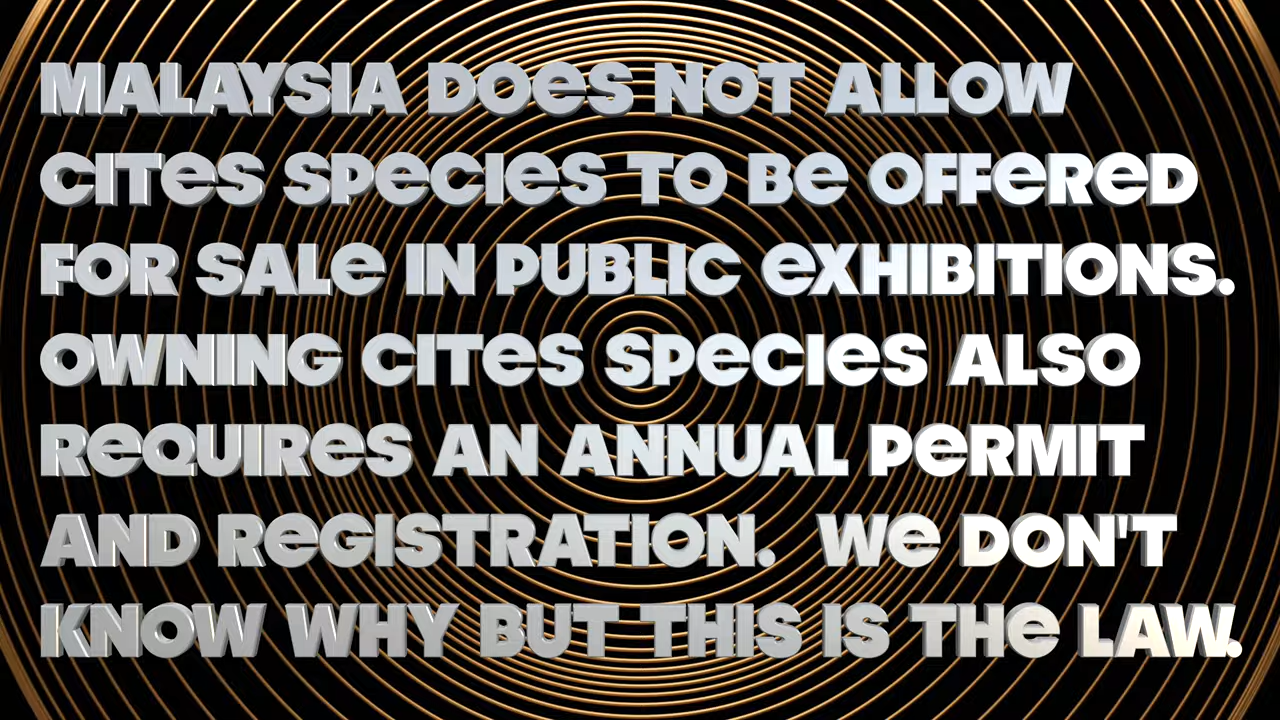 MALAYSIA DOES NOT ALLOW
CITES SPECIES TO BE OFFERED
FOR SALE IN PUBLIC EXHIBITIONS.
OWNING CITES SPECIES ALSO
REQUIRES AN ANNUAL PERMIT
AND REGISTRATION. WE DON'T
KNOW WHY BUT THIS IS THE LAW.